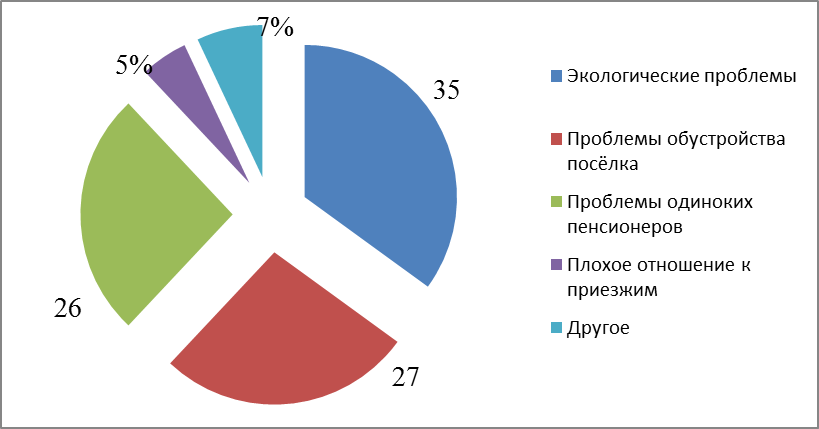 7%
5%
35
26
27
Экологические проблемы
Проблемы обустройства
посёлка
Проблемы одиноких
пенсионеров
Плохое отношение к
приезжим
Другое